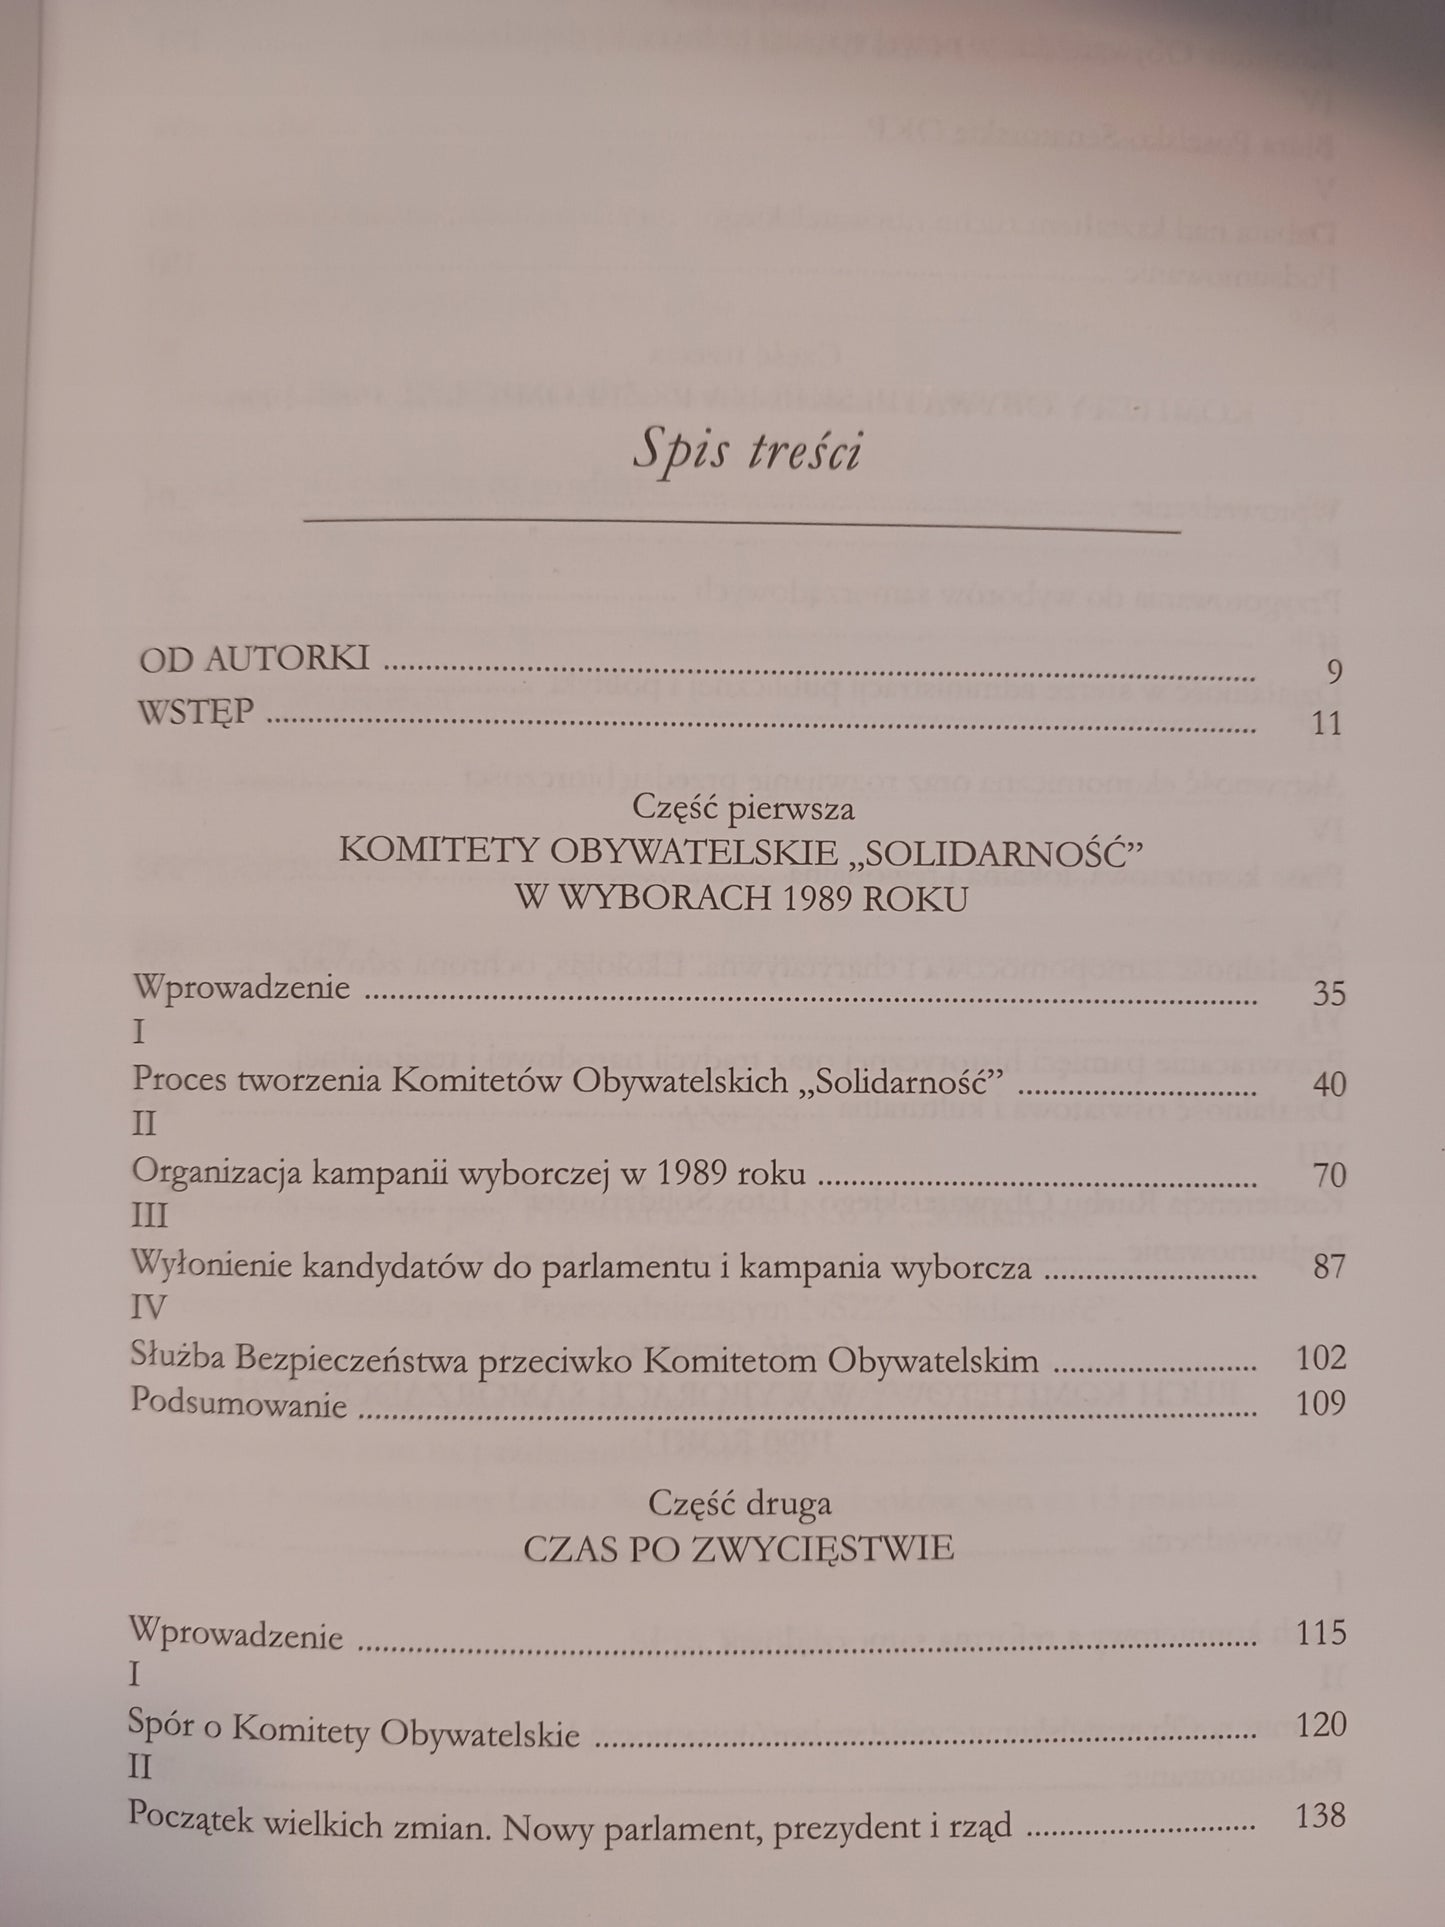 Spis treści
OD AUTORKI ........ 9
WSTĘP ........ 11
Część pierwsza
KOMITETY OBYWATELSKIE „SOLIDARNOŚĆ”
W WYBORACH 1989 ROKU
Wprowadzenie ........ 35
I
Proces tworzenia Komitetów Obywatelskich „Solidarność” ........ 40
II
Organizacja kampanii wyborczej w 1989 roku ........ 70
III
Wyłonienie kandydatów do parlamentu i kampania wyborcza ........ 87
IV
Służba Bezpieczeństwa przeciwko Komitetom Obywatelskim ........ 102
Podsumowanie ........ 109
Część druga
CZAS PO ZWYCIĘSTWIE
Wprowadzenie ........ 115
I
Spór o Komitety Obywatelskie ........ 120
II
Początek wielkich zmian. Nowy parlament, prezydent i rząd ........ 138